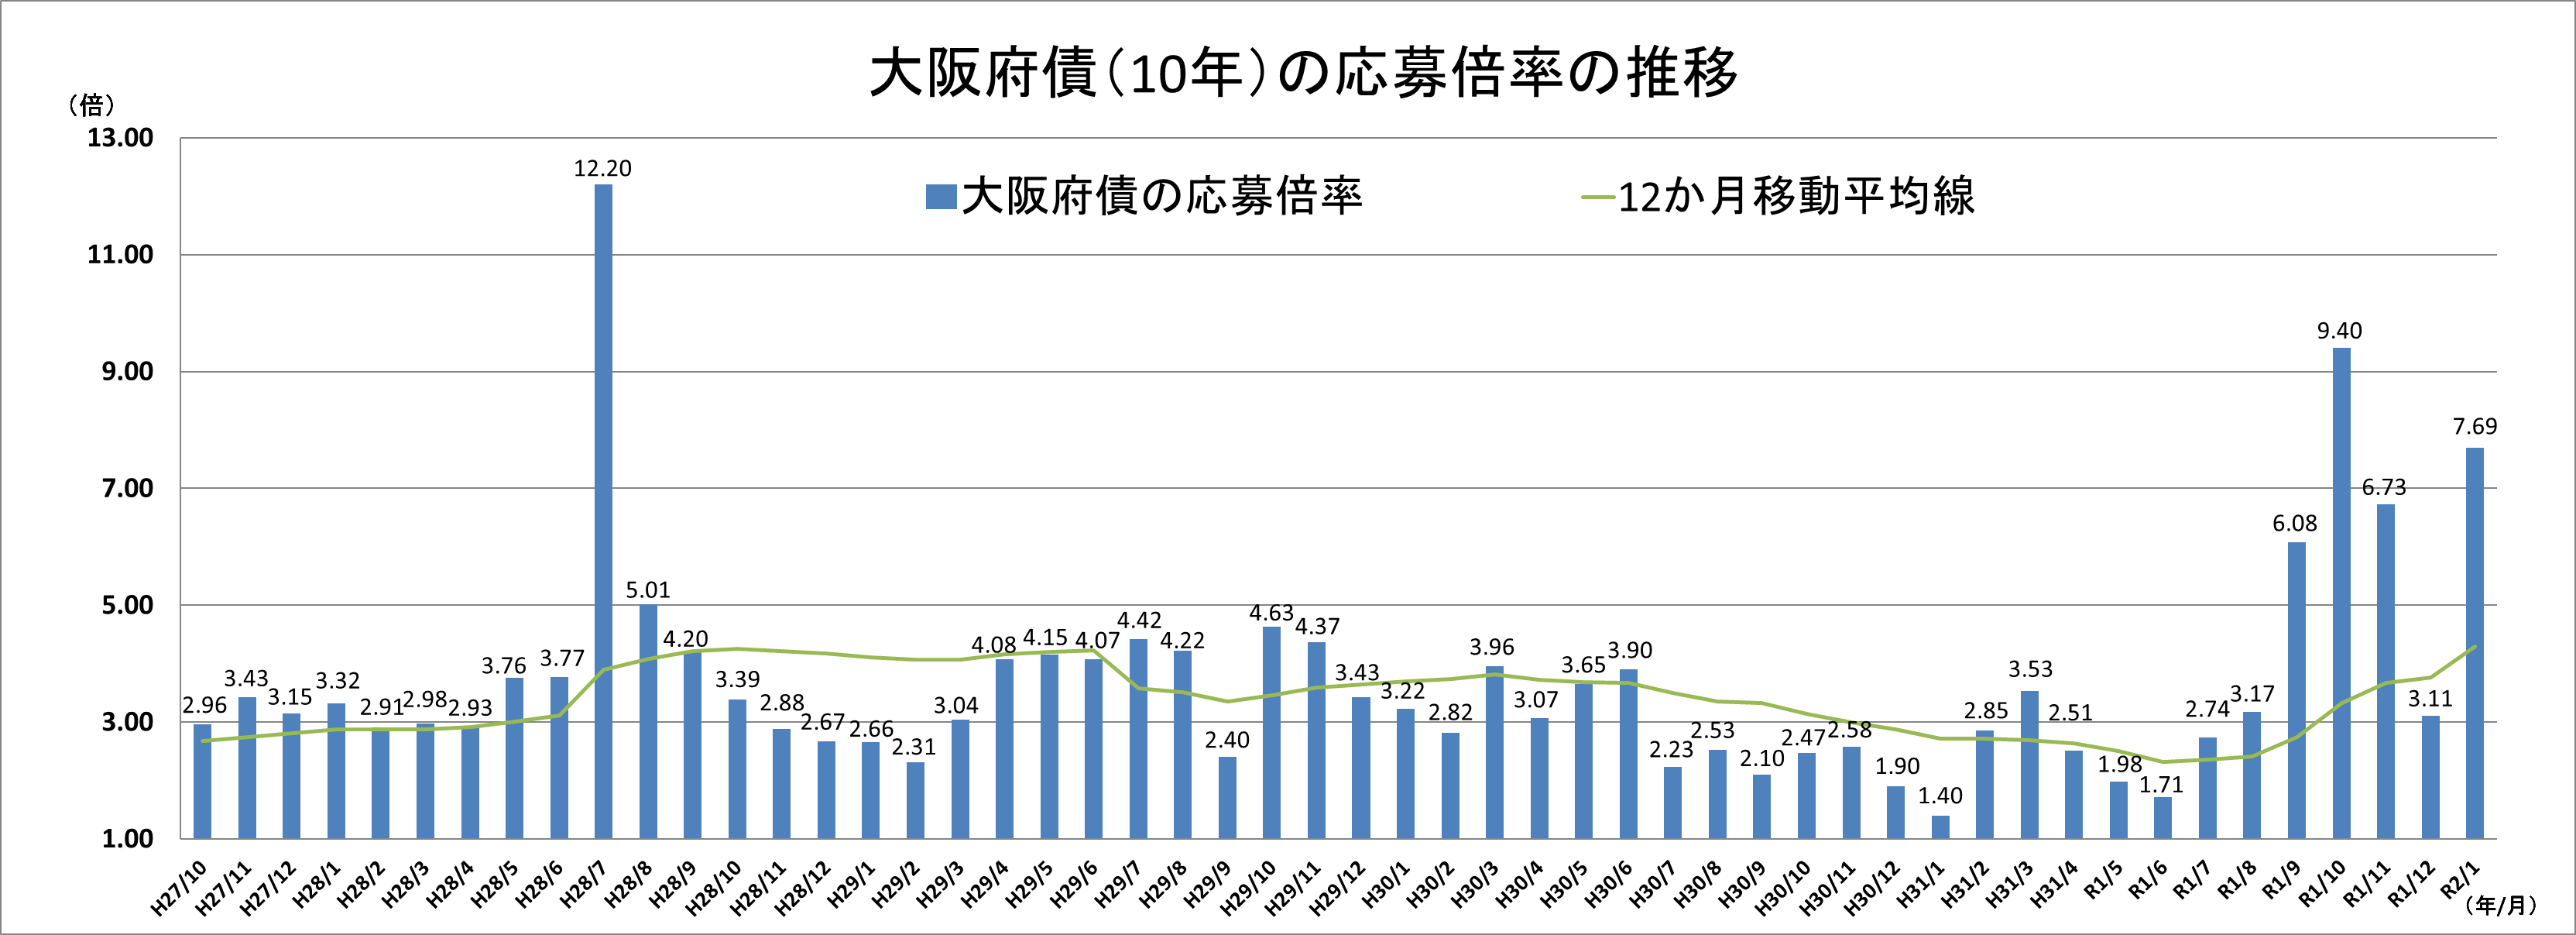 大阪府債（10年）の応募倍率の推移
（倍）
13.00
11.00
9.00
7.00
5.00
3.00
1.00
大阪府債の応募倍率
12か月移動平均線
2.96
3.43
3.15
3.32
2.91
2.98
2.93
3.76
3.77
12.20
5.01
4.20
3.39
2.88
2.67
2.66
2.31
3.04
4.08
4.15
4.07
4.42
4.22
2.40
4.63
4.37
3.43
3.22
2.82
3.96
3.07
3.65
3.90
2.23
2.53
2.10
2.47
2.58
1.90
1.40
2.85
3.53
2.51
1.98
1.71
2.74
3.17
6.08
9.40
6.73
3.11
7.69
H27/10
H27/11
H27/12
H28/1
H28/2
H28/3
H28/4
H28/5
H28/6
H28/7
H28/8
H28/9
H28/10
H28/11
H28/12
H29/1
H29/2
H29/3
H29/4
H29/5
H29/6
H29/7
H29/8
H29/9
H29/10
H29/11
H29/12
H30/1
H30/2
H30/3
H30/4
H30/5
H30/6
H30/7
H30/8
H30/9
H30/10
H30/11
H30/12
H31/1
H31/2
H31/3
H31/4
R1/5
R1/6
R1/7
R1/8
R1/9
R1/10
R1/11
R1/12
R2/1
（年/月）